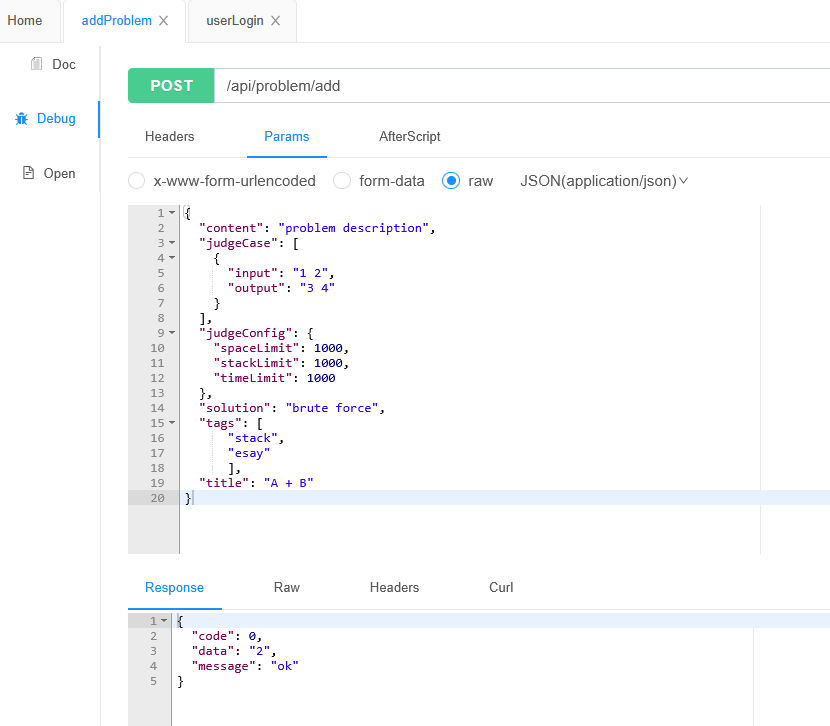 Home addProblem userLogin
Doc
Debug
Open
POST /api/problem/add
Headers Params AfterScript
x-www-form-urlencoded form-data raw JSON(application/json)
1 {
2 "content": "problem description",
3 "judgeCase": [
4 {
5 "input": "1 2",
6 "output": "3 4"
7 }
8 ],
9 "judgeConfig": {
10 "spaceLimit": 1000,
11 "stackLimit": 1000,
12 "timeLimit": 1000
13 },
14 "solution": "brute force",
15 "tags": [
16 "stack",
17 "esay"
18 ],
19 "title": "A + B"
20 }
Response Raw Headers Curl
1 {
2 "code": 0,
3 "data": "2",
4 "message": "ok"
5 }